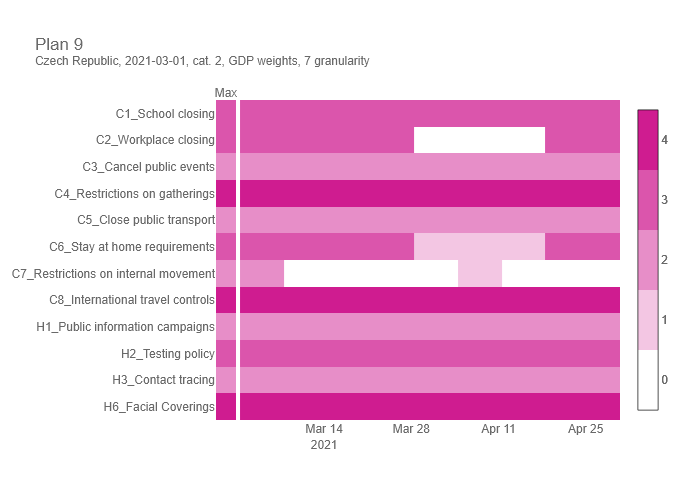 Plan 9
Czech Republic, 2021-03-01, cat. 2, GDP weights, 7 granularity
Max
C1_School closing
C2_Workplace closing
C3_Cancel public events
C4_Restrictions on gatherings
C5_Close public transport
C6_Stay at home requirements
C7_Restrictions on internal movement
C8_International travel controls
H1_Public information campaigns
H2_Testing policy
H3_Contact tracing
H6_Facial Coverings
Mar 14
2021
Mar 28
Apr 11
Apr 25
4
3
2
1
0